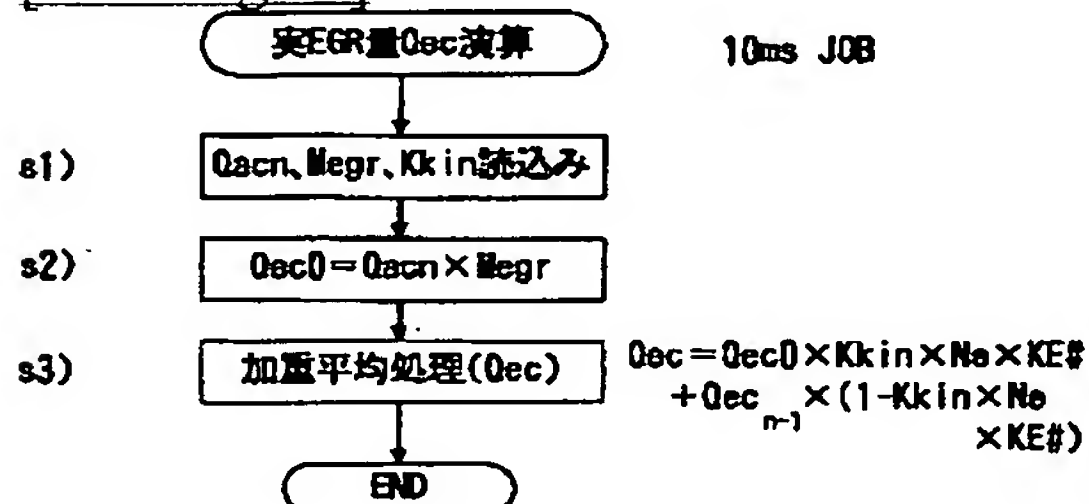 実EGR量Qec演算
10ms JOB
s1)
Qacn、Megr、Kkin読込み
s2)
Qec0=Qacn×Megr
s3)
加重平均処理(Qec)
Qec=Qec0×Kkin×Ne×KE#
+Qec n-1 ×(1-Kkin×Ne
×KE#)
END